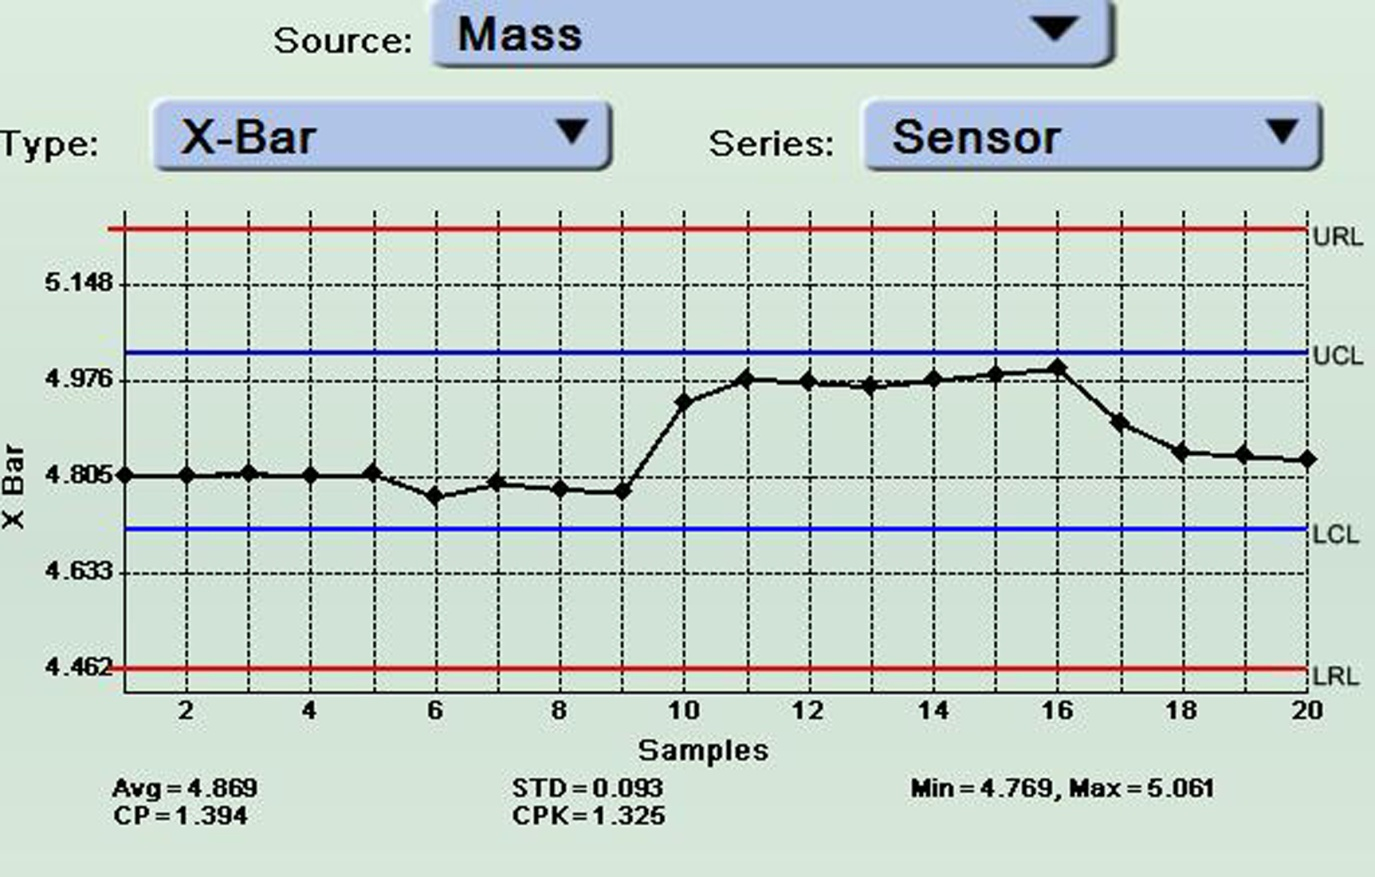 Source: Mass
Type: X-Bar Series: Sensor
URL
5.148
UCL
4.976
4.805
X Bar
LCL
4.633
4.462
LRL
2 4 6 8 10 12 14 16 18 20
Samples
Avg=4.869 STD=0.093 Min=4.769, Max=5.061
CP=1.394 CPK=1.325